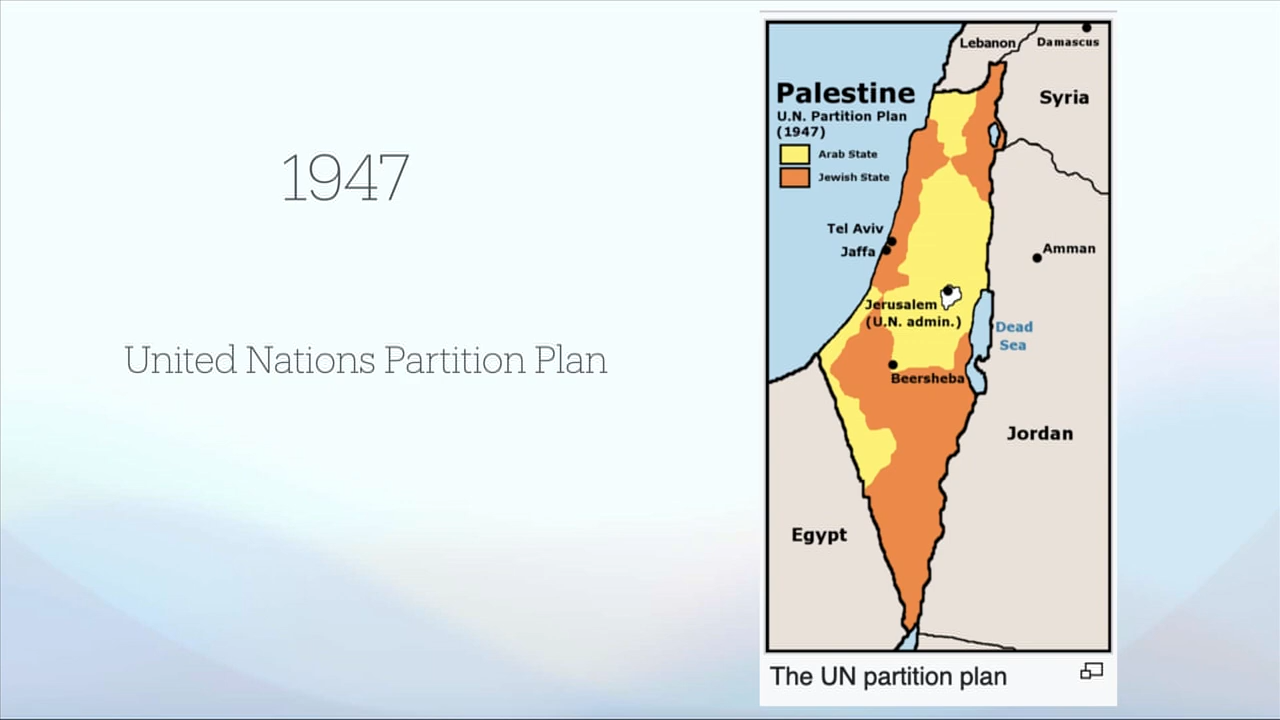 1947
United Nations Partition Plan
Lebanon
Damascus
Palestine
Syria
U.N. Partition Plan
(1947)
Arab State
Jewish State
Tel Aviv
Jaffa
Amman
Jerusalem
(U.N. admin.)
Dead
Sea
Beersheba
Jordan
Egypt
The UN partition plan